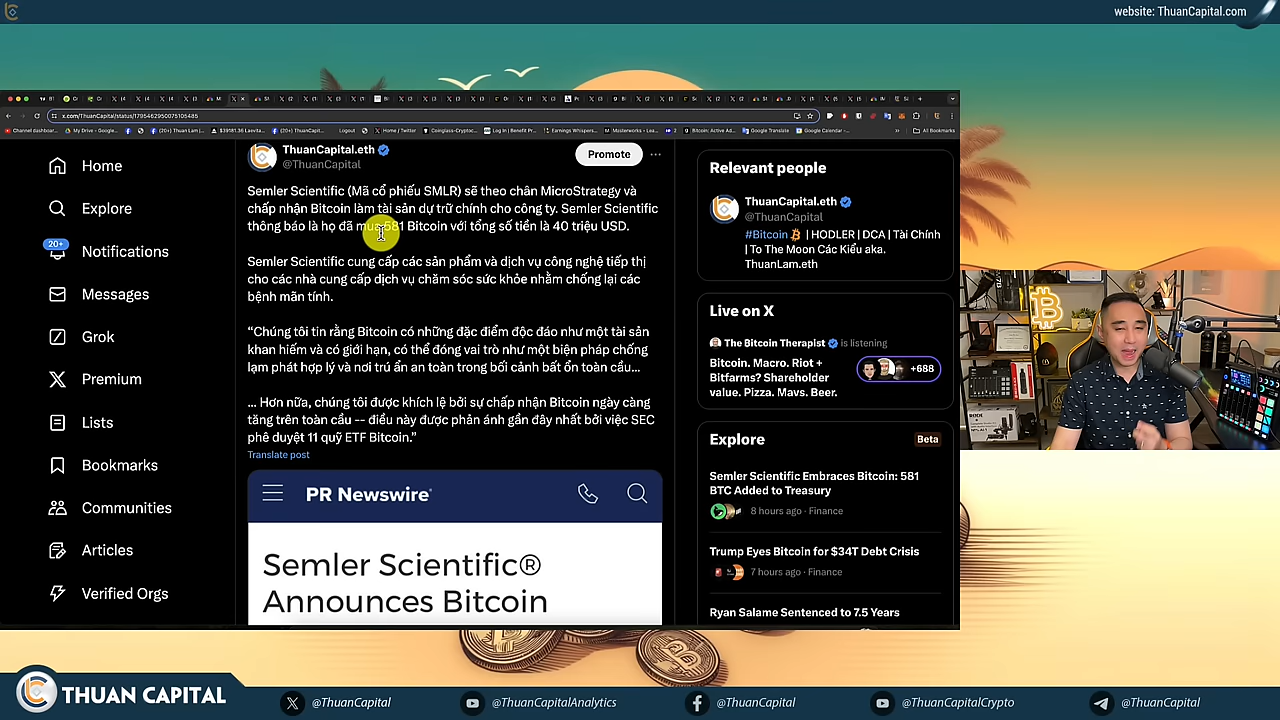 website: ThuanCapital.com
x.com/ThuanCapital/status/1795462950075105485
Home
Explore
Notifications
20+
Messages
Grok
Premium
Lists
Bookmarks
Communities
Articles
Verified Orgs
ThuanCapital.eth
@ThuanCapital
Promote
Semler Scientific (Mã cổ phiếu SMLR) sẽ theo chân MicroStrategy và
chấp nhận Bitcoin làm tài sản dự trữ chính cho công ty. Semler Scientific
thông báo là họ đã mua 581 Bitcoin với tổng số tiền là 40 triệu USD.
Semler Scientific cung cấp các sản phẩm và dịch vụ công nghệ tiếp thị
cho các nhà cung cấp dịch vụ chăm sóc sức khỏe nhằm chống lại các
bệnh mãn tính.
“Chúng tôi tin rằng Bitcoin có những đặc điểm độc đáo như một tài sản
khan hiếm và có giới hạn, có thể đóng vai trò như một biện pháp chống
lạm phát hợp lý và nơi trú ẩn an toàn trong bối cảnh bất ổn toàn cầu...
... Hơn nữa, chúng tôi được khích lệ bởi sự chấp nhận Bitcoin ngày càng
tăng trên toàn cầu -- điều này được phản ánh gần đây nhất bởi việc SEC
phê duyệt 11 quỹ ETF Bitcoin.”
Translate post
PR Newswire
Semler Scientific®
Announces Bitcoin
Relevant people
ThuanCapital.eth
@ThuanCapital
#Bitcoin | HODLER | DCA | Tài Chính
| To The Moon Các Kiểu aka.
ThuanLam.eth
Live on X
The Bitcoin Therapist is listening
Bitcoin. Macro. Riot +
Bitfarms? Shareholder
value. Pizza. Mavs. Beer.
+688
Explore
Beta
Semler Scientific Embraces Bitcoin: 581
BTC Added to Treasury
8 hours ago · Finance
Trump Eyes Bitcoin for $34T Debt Crisis
7 hours ago · Finance
Ryan Salame Sentenced to 7.5 Years
THUAN CAPITAL
@ThuanCapital
@ThuanCapitalAnalytics
@ThuanCapital
@ThuanCapitalCrypto
@ThuanCapital